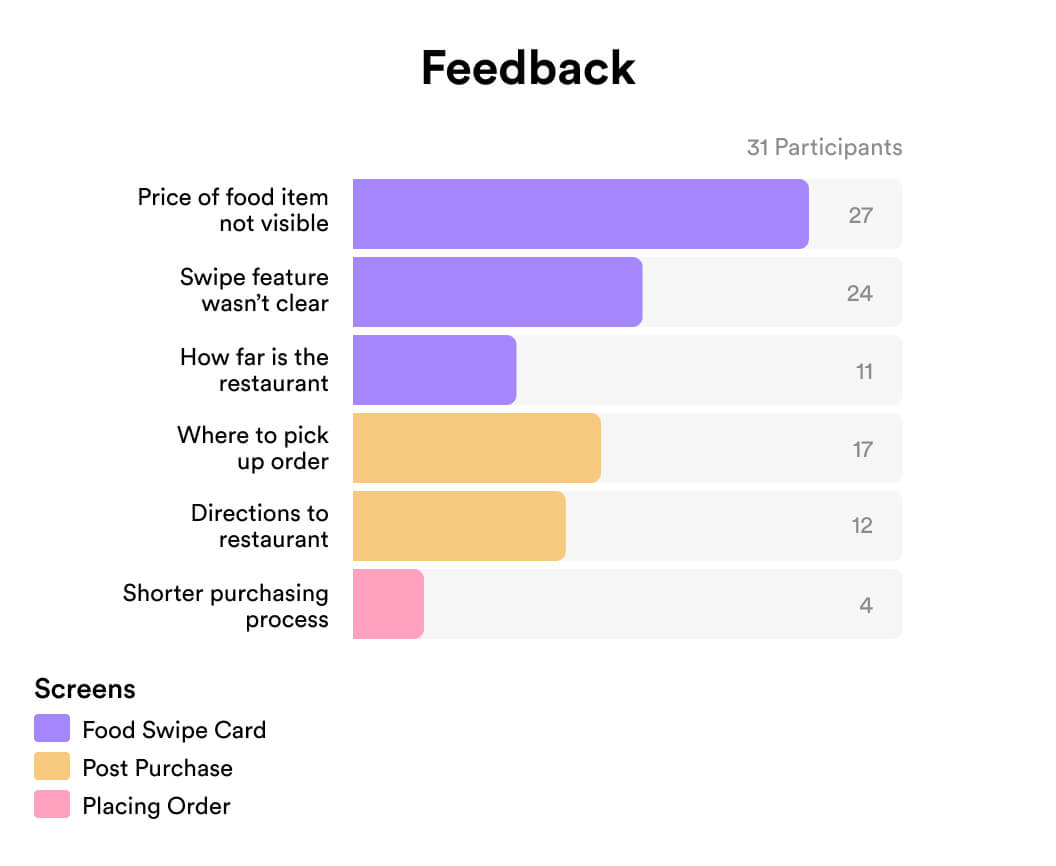 Feedback
31 Participants
Price of food item
not visible
27
Swipe feature
wasn’t clear
24
How far is the
restaurant
11
Where to pick
up order
17
Directions to
restaurant
12
Shorter purchasing
process
4
Screens
Food Swipe Card
Post Purchase
Placing Order